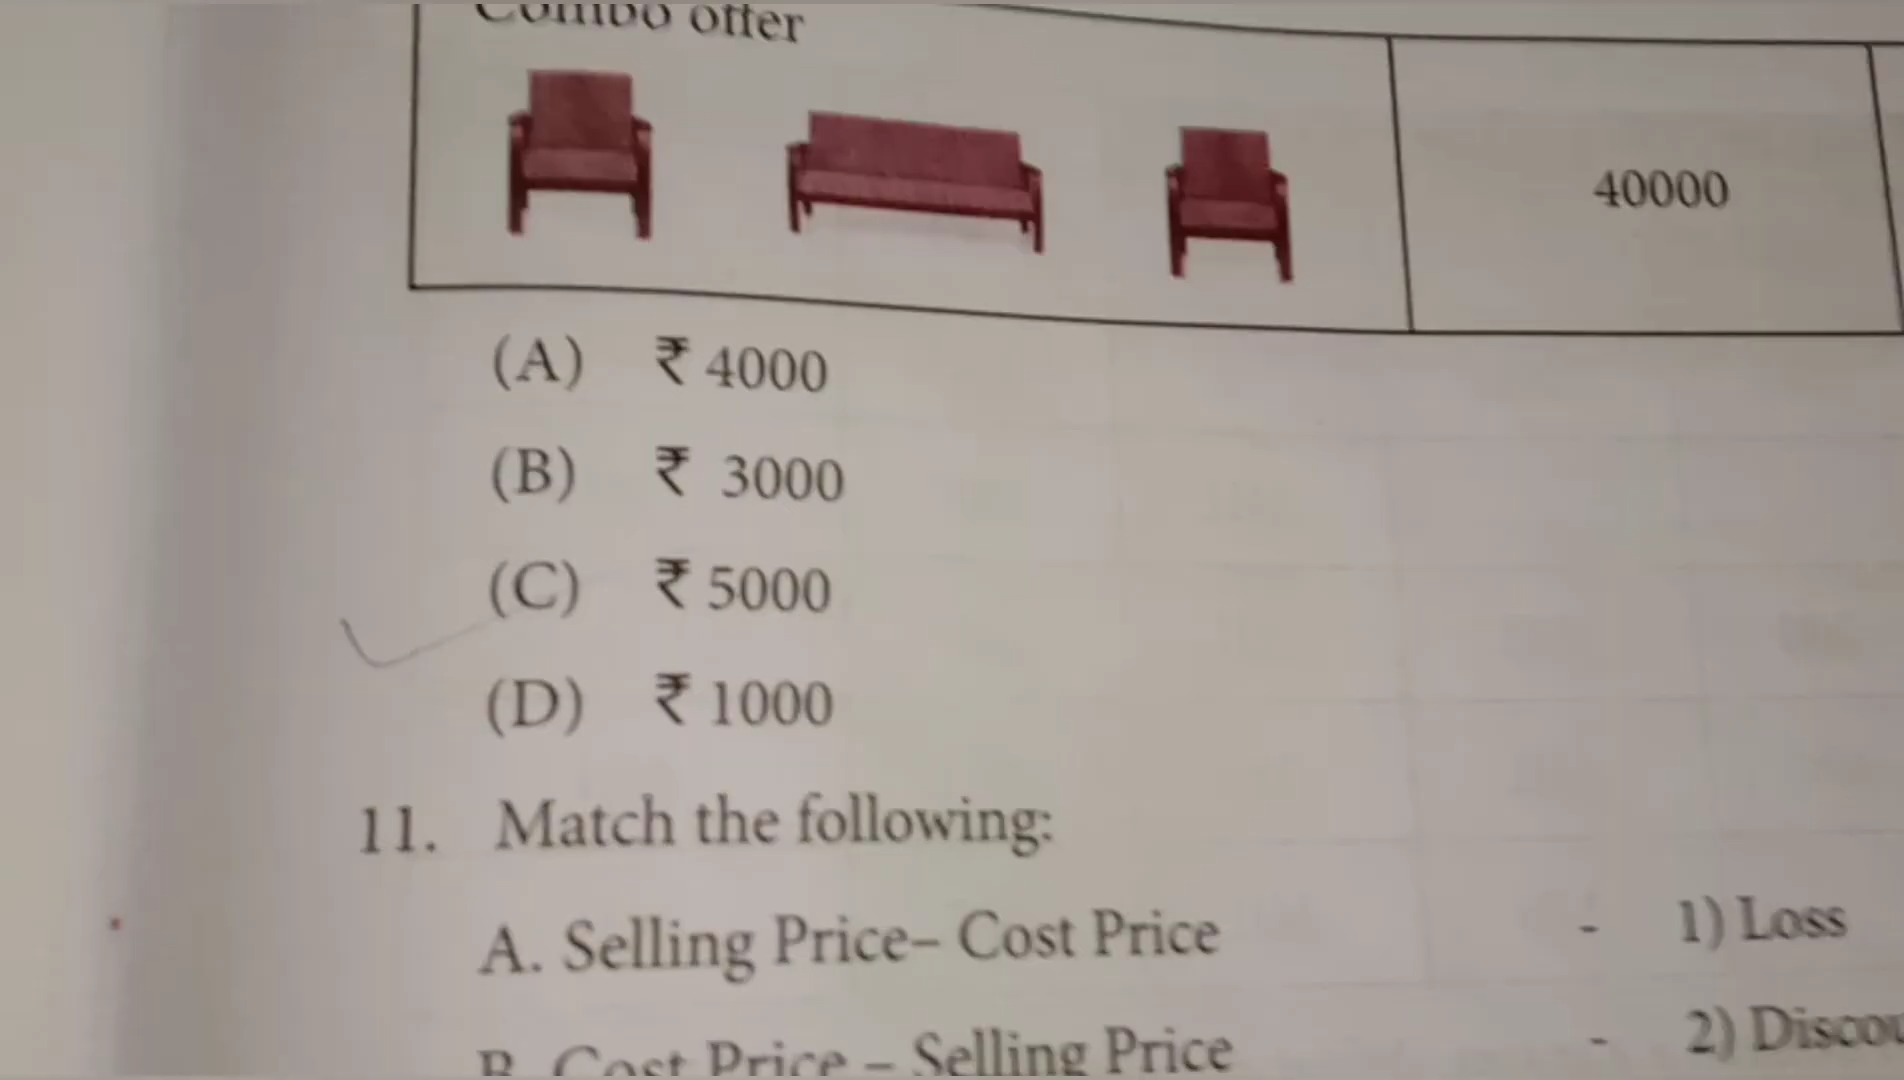 Combo offer
40000
(A) ₹ 4000
(B) ₹ 3000
(C) ₹ 5000
(D) ₹ 1000
11. Match the following:
A. Selling Price– Cost Price - 1) Loss
B. Cost Price – Selling Price - 2)